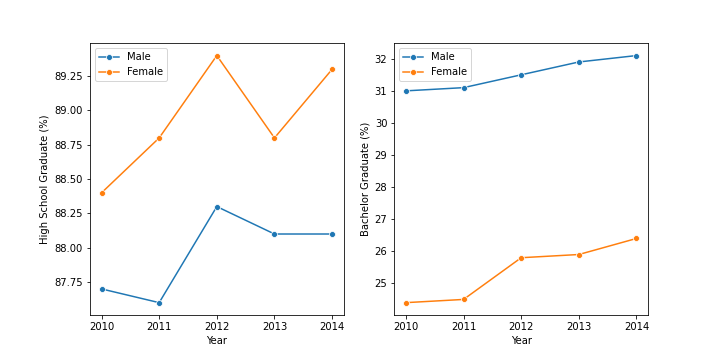 Male
Female
89.25
89.00
88.75
88.50
88.25
88.00
87.75
High School Graduate (%)
2010 2011 2012 2013 2014
Year
Male
Female
32
31
30
29
28
27
26
25
Bachelor Graduate (%)
2010 2011 2012 2013 2014
Year